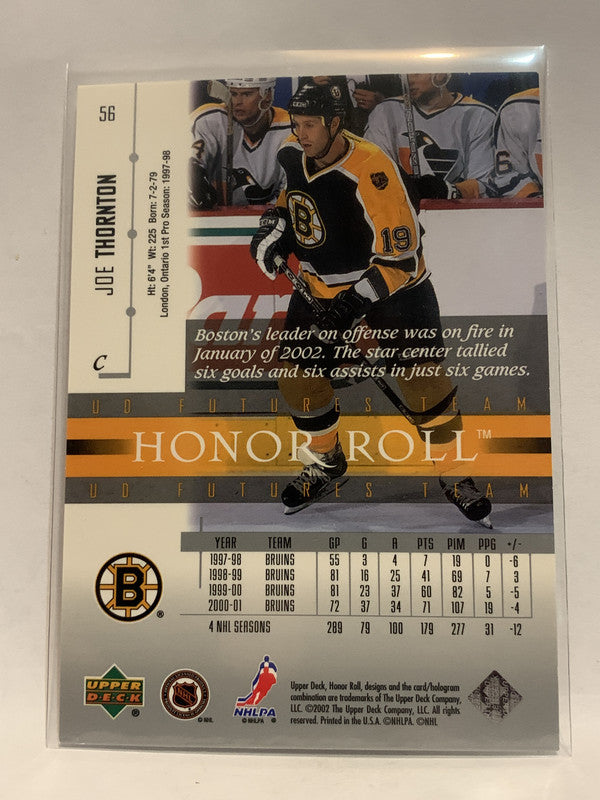 56
JOE THORNTON
Ht: 6'4" Wt: 225 Born: 7-2-79
London, Ontario 1st Pro Season: 1997-98
C
B
19
Boston's leader on offense was on fire in
January of 2002. The star center tallied
six goals and six assists in just six games.
UD FUTURES TEAM
HONOR ROLL™
UD FUTURES TEAM
YEAR TEAM GP G A PTS PIM PPG +/-
1997-98 BRUINS 55 3 4 7 19 0 -6
1998-99 BRUINS 81 16 25 41 69 7 3
1999-00 BRUINS 81 23 37 60 82 5 -5
2000-01 BRUINS 72 37 34 71 107 19 -4
4 NHL SEASONS 289 79 100 179 277 31 -12
B ®
UPPER DECK ®
NHL
©NHL
NHLPA
©NHLPA
Upper Deck, Honor Roll, designs and the card/hologram
combination are trademarks of The Upper Deck Company,
LLC. ©2002 The Upper Deck Company, LLC. All rights
reserved. Printed in the U.S.A. ©NHLPA. ©NHL